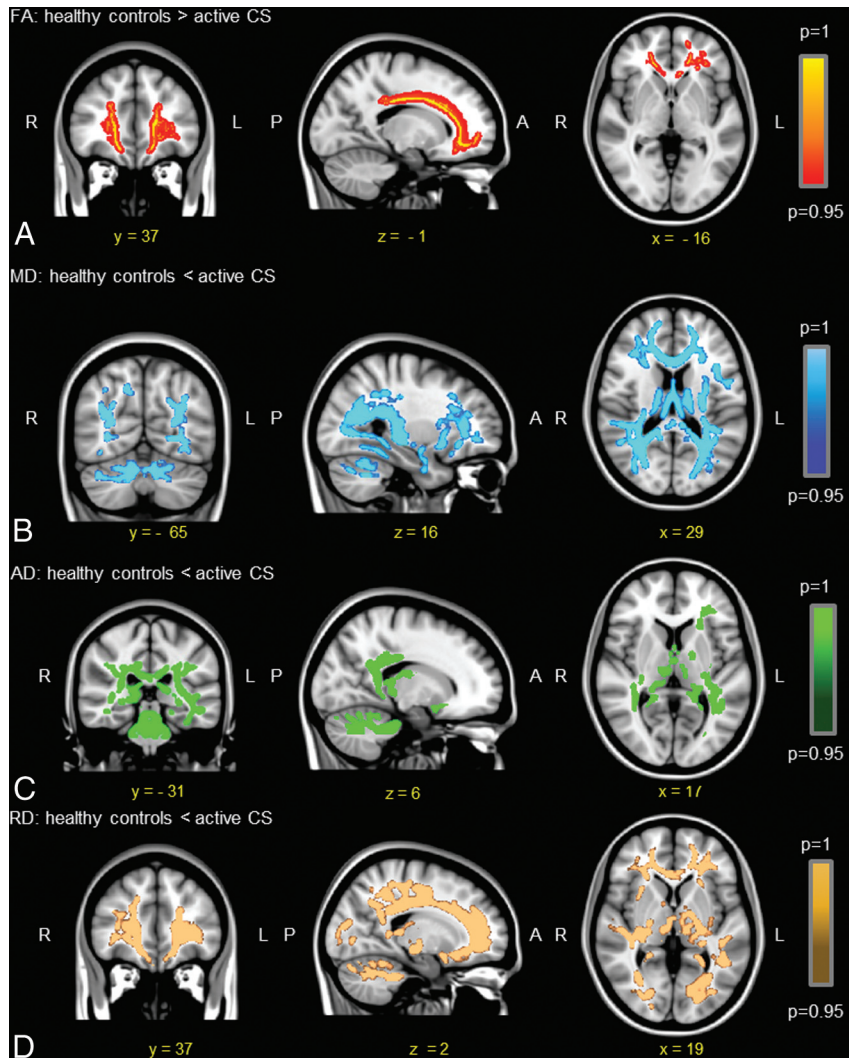 FA: healthy controls > active CS
p=1
R
L
P
A
R
L
p=0.95
A
y = 37
z = - 1
x = - 16
MD: healthy controls < active CS
p=1
R
L
P
A
R
L
p=0.95
B
y = - 65
z = 16
x = 29
AD: healthy controls < active CS
p=1
R
L
P
A
R
L
p=0.95
C
y = - 31
z = 6
x = 17
RD: healthy controls < active CS
p=1
R
L
P
A
R
L
p=0.95
D
y = 37
z = 2
x = 19